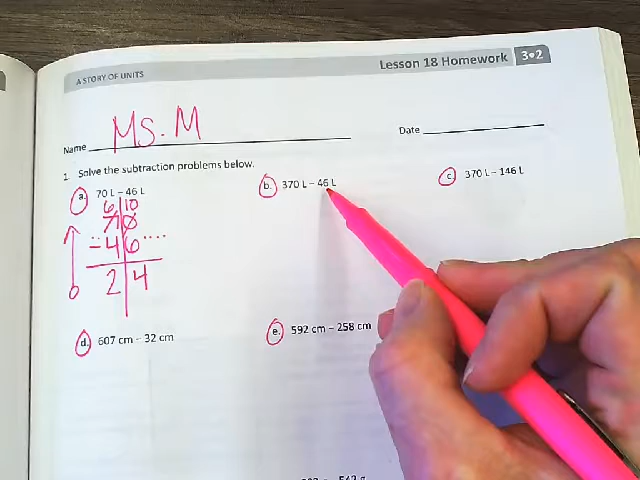 A STORY OF UNITS
Lesson 18 Homework 3•2
Name Ms. M Date
1. Solve the subtraction problems below.
a. 70 L – 46 L
b. 370 L – 46 L
c. 370 L – 146 L
6 10
7 0
– 4 6
2 4
d. 607 cm – 32 cm
e. 592 cm – 258 cm